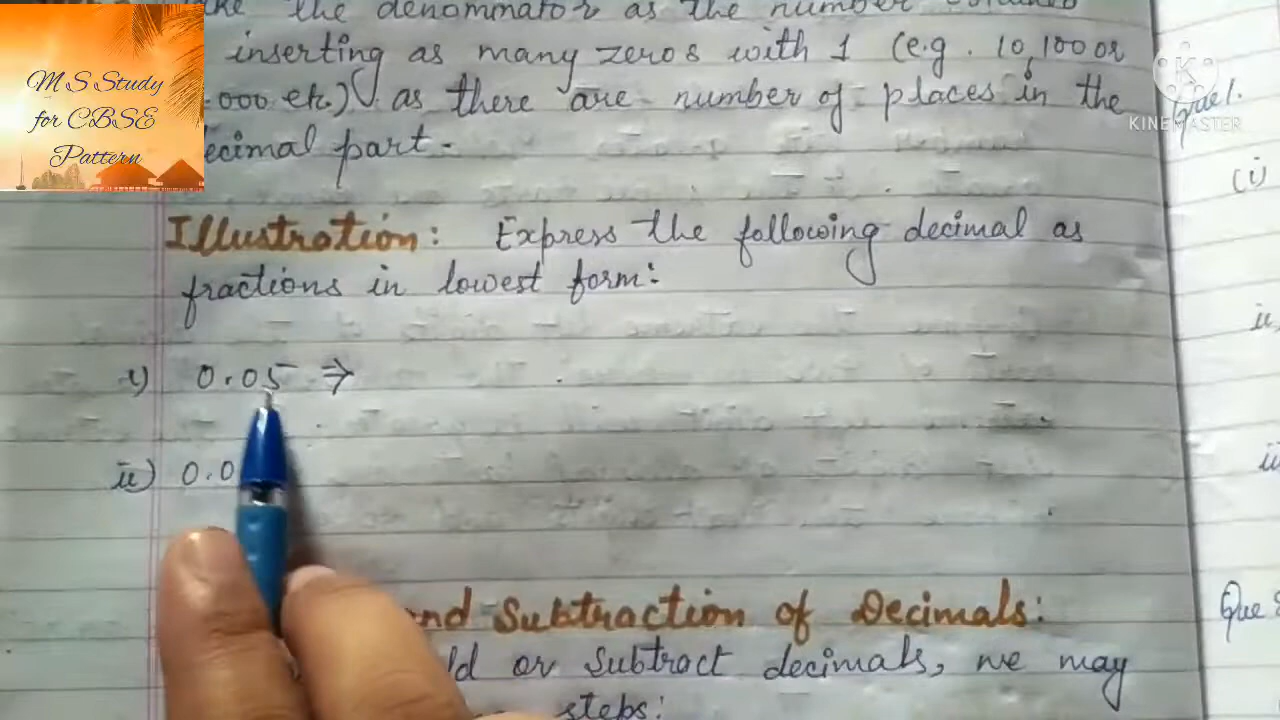 the denominator as the number
inserting as many zeros with 1 (e.g. 10,100 or
000 etc.) as there are number of places in the
ecimal part.
M S Study
for CBSE
Pattern
KINEMASTER
Que 1.
(i)
Illustration: Express the following decimal as
fractions in lowest form:
ii
i) 0.05 ⇒
ii) 0.0
iii
and Subtraction of Decimals:
Que
or subtract decimals, we may
steps: